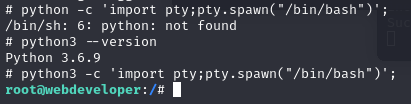 # python -c 'import pty;pty.spawn("/bin/bash")';
/bin/sh: 6: python: not found
# python3 --version
Python 3.6.9
# python3 -c 'import pty;pty.spawn("/bin/bash")';
root@webdeveloper:/#